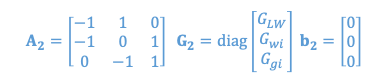 A₂ = [−1 1 0; −1 0 1; 0 −1 1] G₂ = diag [G_LW; G_wi; G_gi] b₂ = [0; 0; 0]